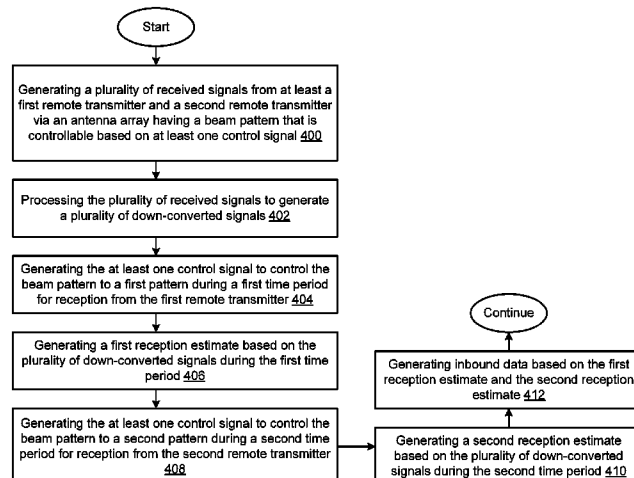 Start
Generating a plurality of received signals from at least a
first remote transmitter and a second remote transmitter
via an antenna array having a beam pattern that is
controllable based on at least one control signal 400
Processing the plurality of received signals to generate
a plurality of down-converted signals 402
Generating the at least one control signal to control the
beam pattern to a first pattern during a first time period
for reception from the first remote transmitter 404
Generating a first reception estimate based on the
plurality of down-converted signals during the first time
period 406
Generating the at least one control signal to control the
beam pattern to a second pattern during a second time
period for reception from the second remote transmitter
408
Generating a second reception estimate
based on the plurality of down-converted
signals during the second time period 410
Generating inbound data based on the first
reception estimate and the second reception
estimate 412
Continue